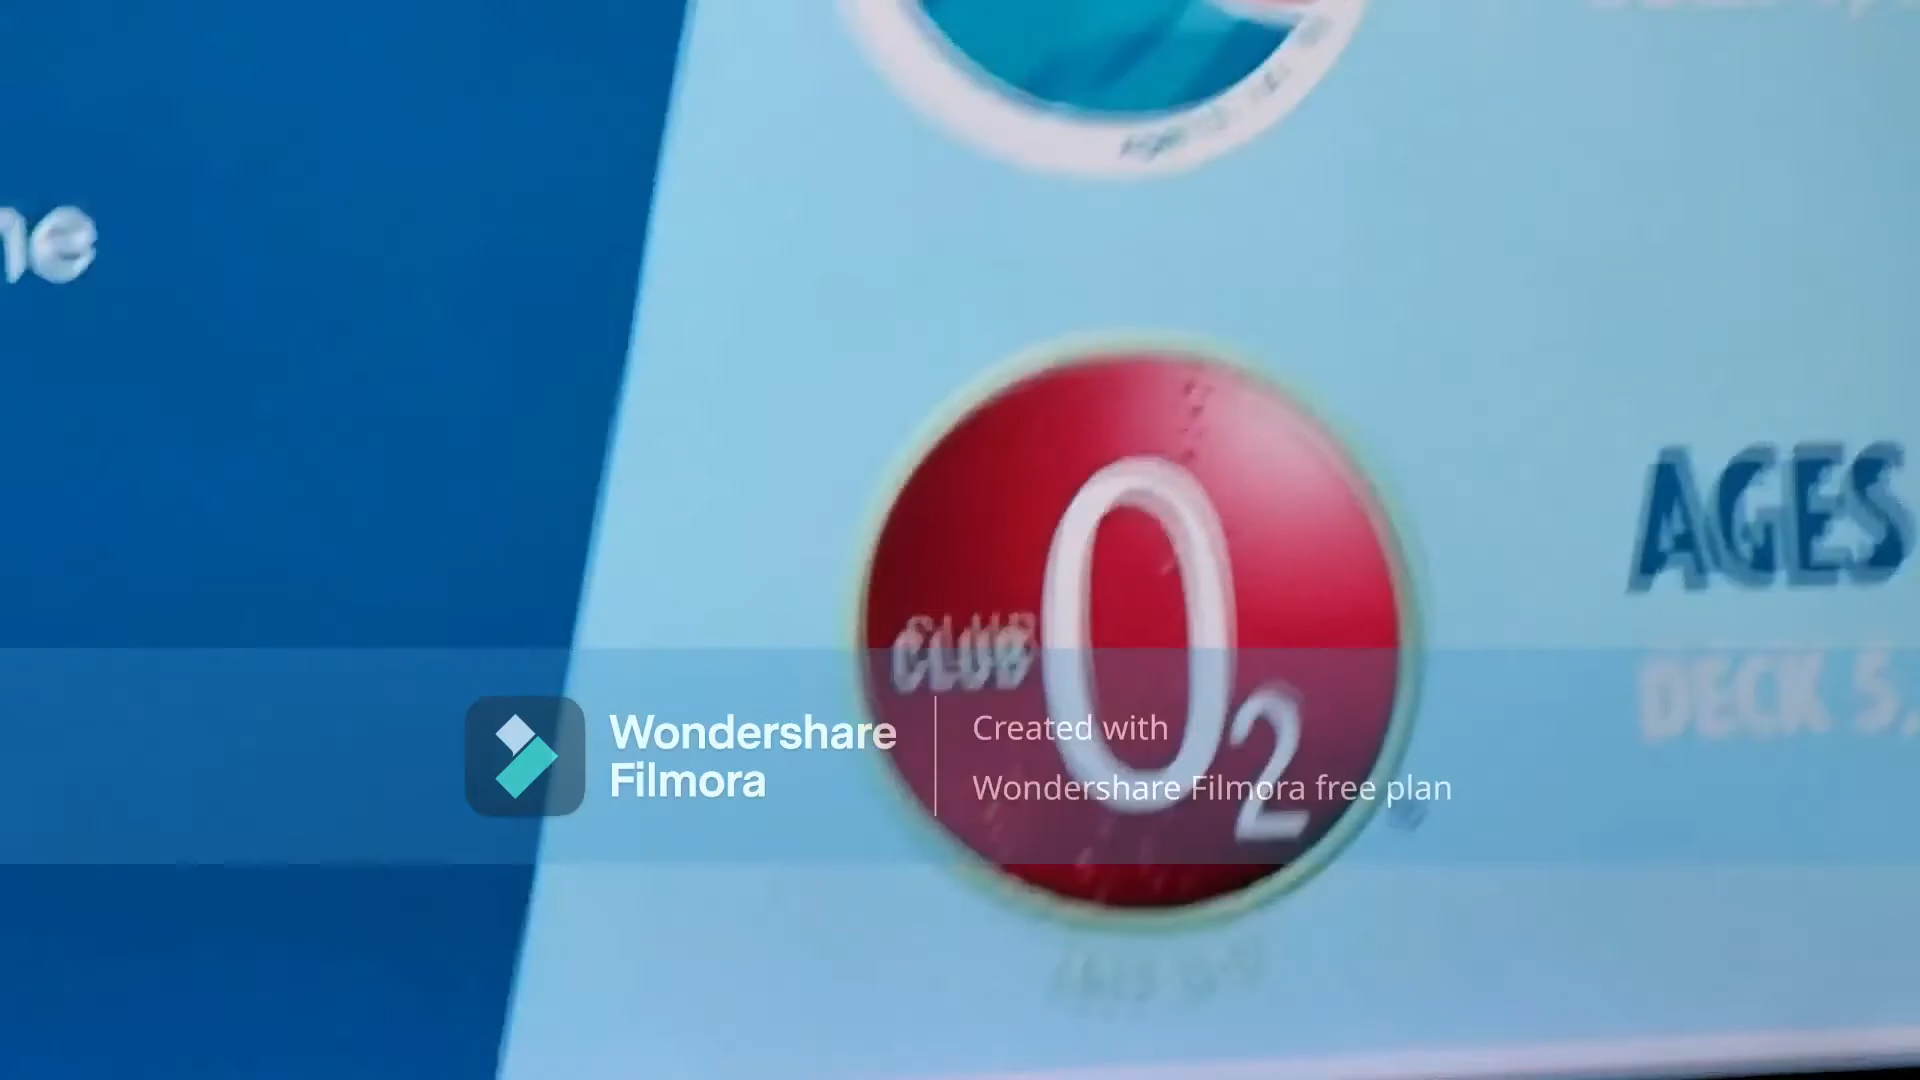 ne
AGES
CLUB
O2
DECK 5,
Wondershare
Filmora
Created with
Wondershare Filmora free plan